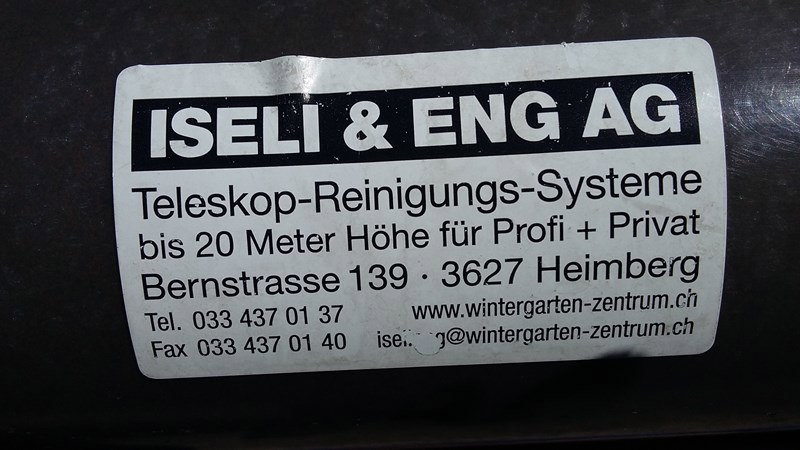 ISELI & ENG AG
Teleskop-Reinigungs-Systeme
bis 20 Meter Höhe für Profi + Privat
Bernstrasse 139 · 3627 Heimberg
Tel. 033 437 01 37 www.wintergarten-zentrum.ch
Fax 033 437 01 40